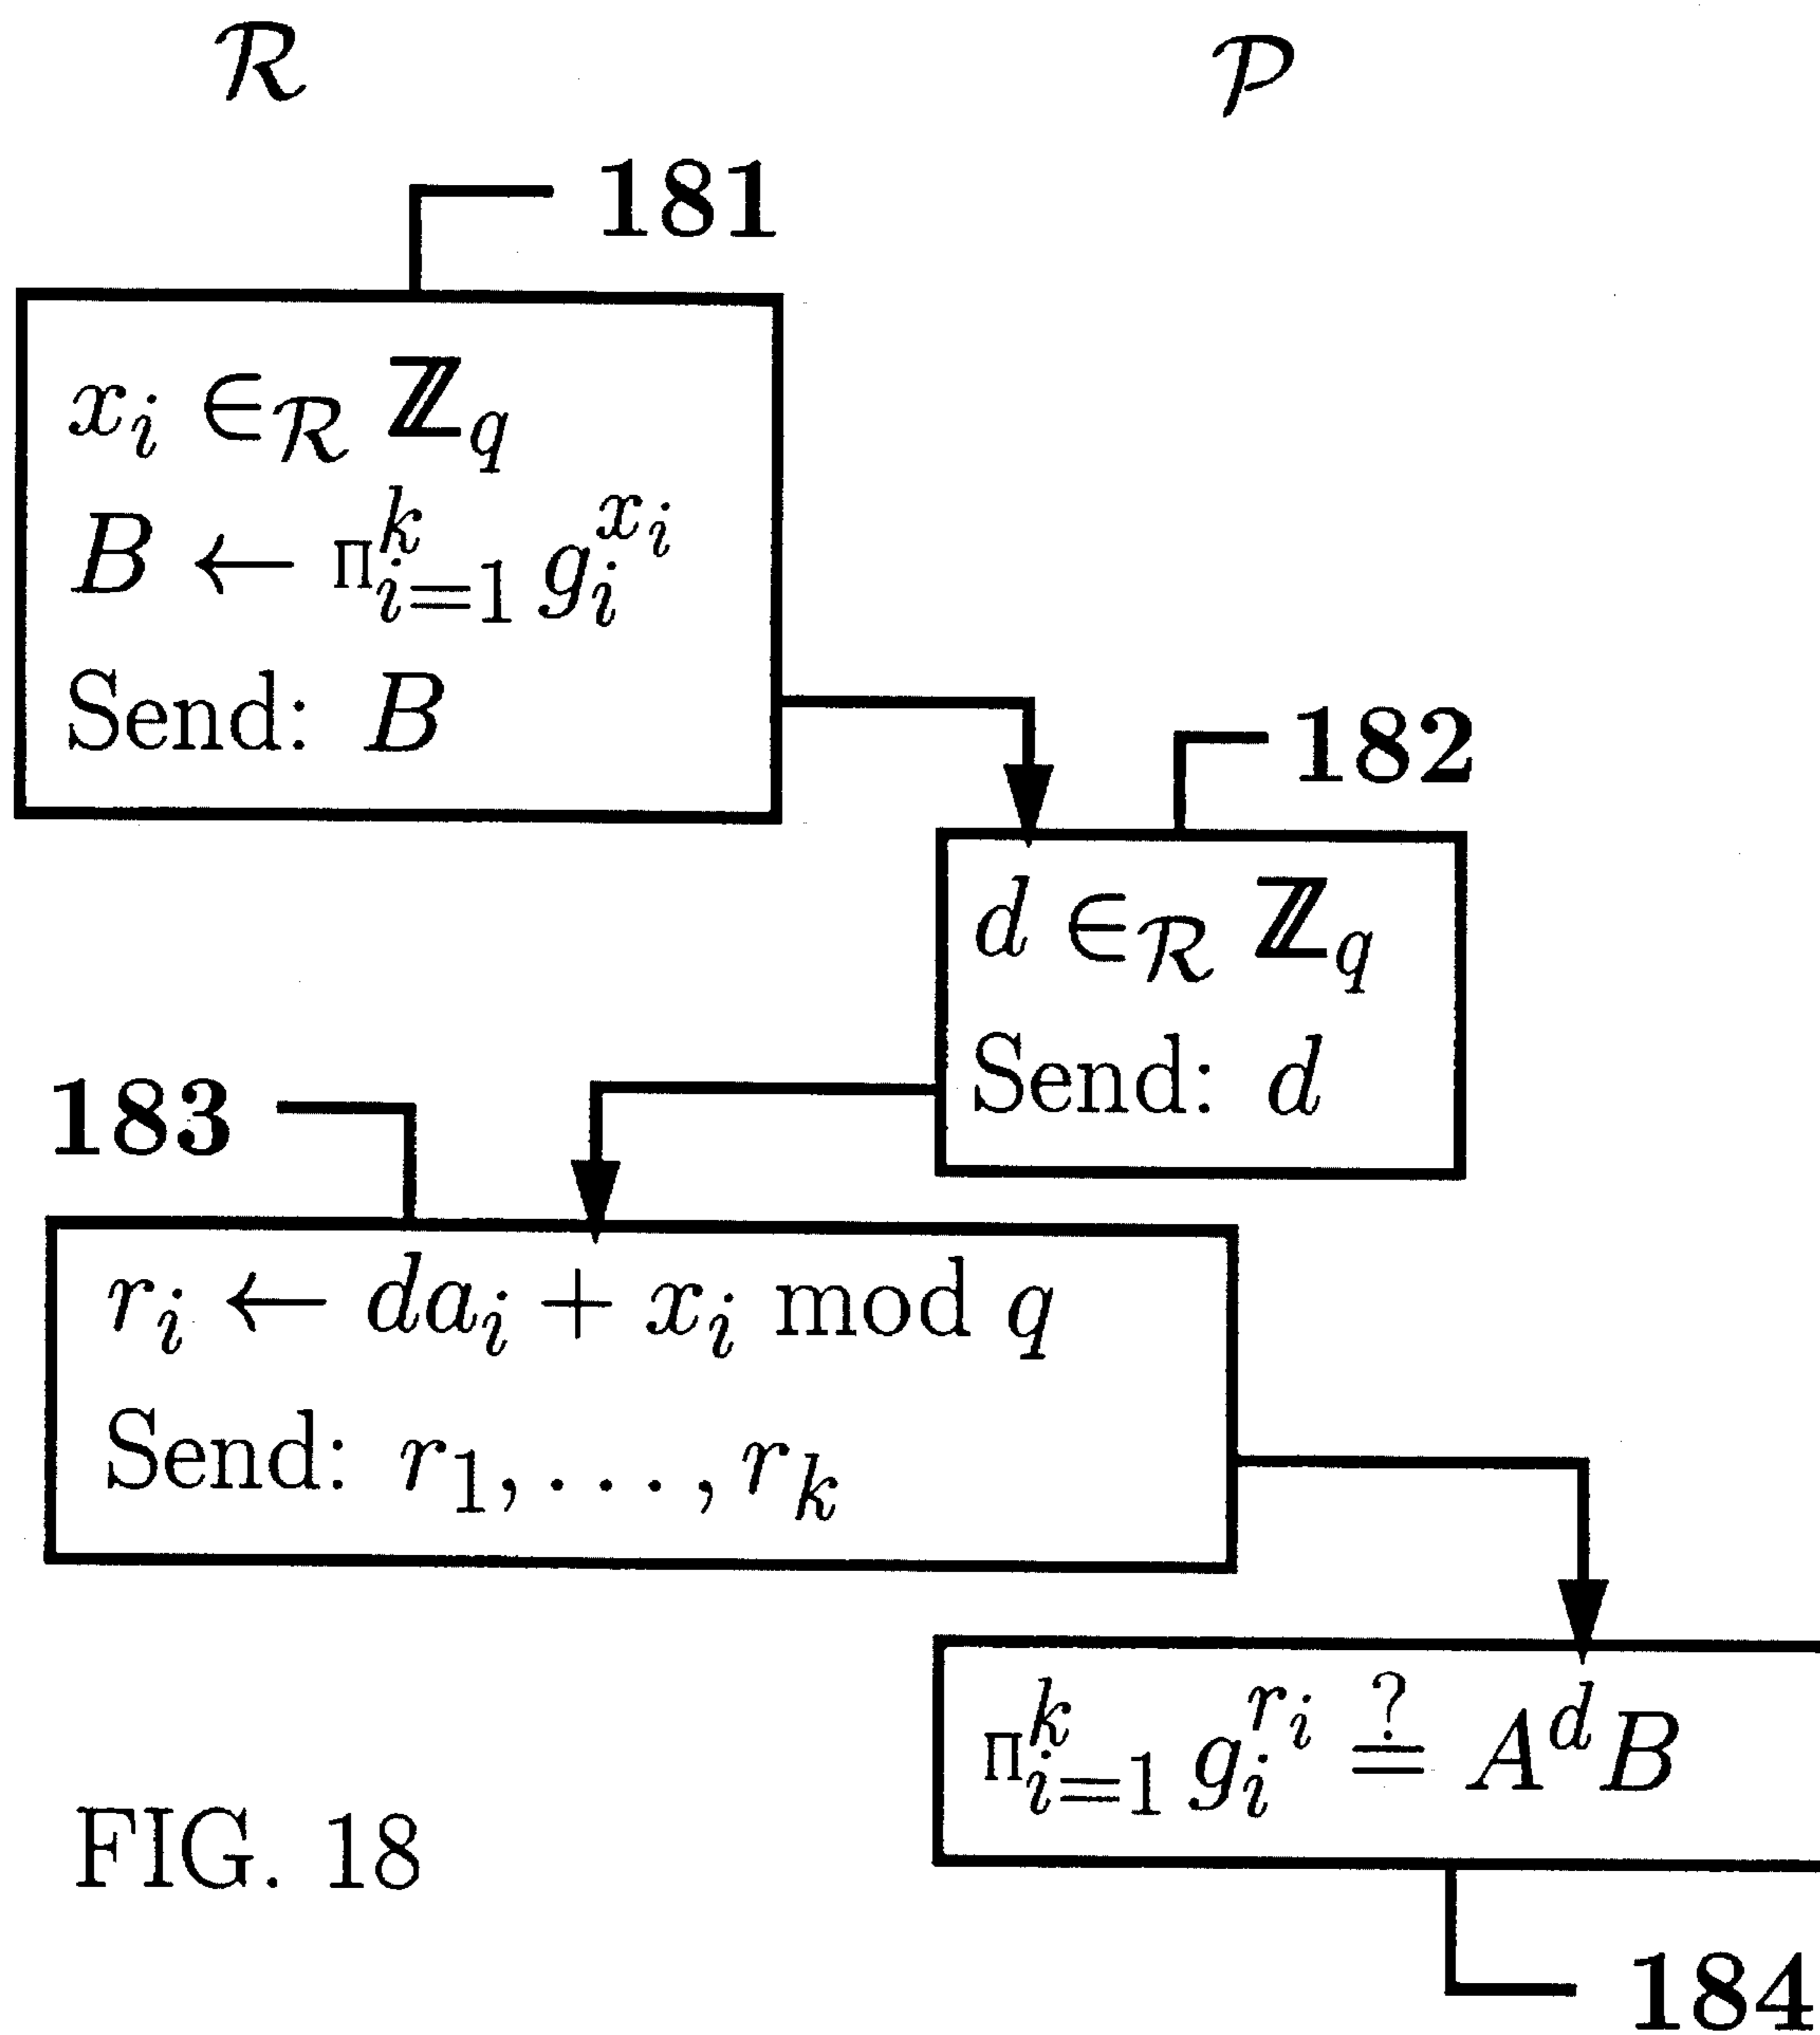 ℛ 𝒫
181
x_i ∈_ℛ ℤ_q
B ← Π_{i=1}^{k} g_i^{x_i}
Send: B
182
d ∈_ℛ ℤ_q
Send: d
183
r_i ← da_i + x_i mod q
Send: r_1, . . . , r_k
Π_{i=1}^{k} g_i^{r_i} ≟ A^d B
FIG. 18
184